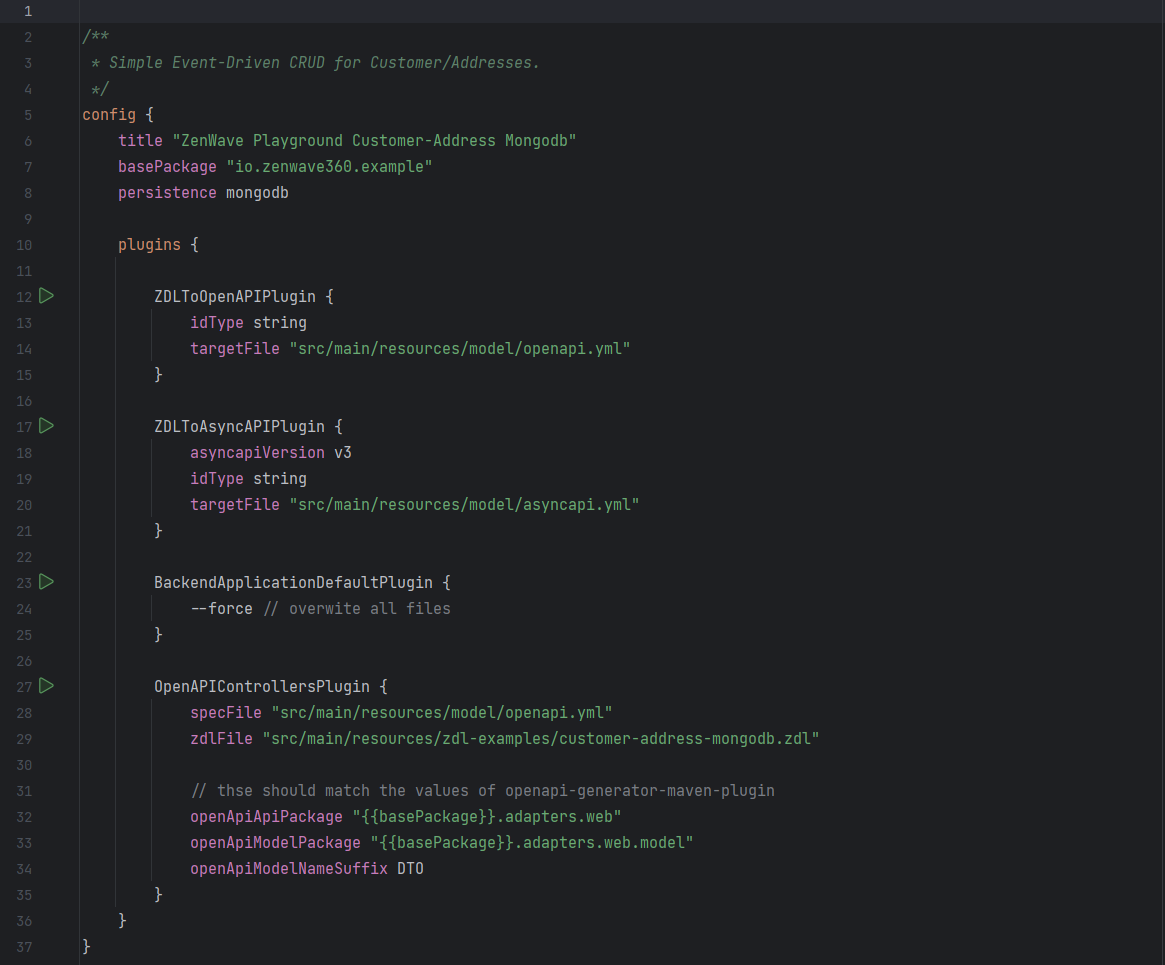 1
2 /**
3  * Simple Event-Driven CRUD for Customer/Addresses.
4  */
5 config {
6     title "ZenWave Playground Customer-Address Mongodb"
7     basePackage "io.zenwave360.example"
8     persistence mongodb
9
10     plugins {
11
12         ZDLToOpenAPIPlugin {
13             idType string
14             targetFile "src/main/resources/model/openapi.yml"
15         }
16
17         ZDLToAsyncAPIPlugin {
18             asyncapiVersion v3
19             idType string
20             targetFile "src/main/resources/model/asyncapi.yml"
21         }
22
23         BackendApplicationDefaultPlugin {
24             --force // overwite all files
25         }
26
27         OpenAPIControllersPlugin {
28             specFile "src/main/resources/model/openapi.yml"
29             zdlFile "src/main/resources/zdl-examples/customer-address-mongodb.zdl"
30
31             // thse should match the values of openapi-generator-maven-plugin
32             openApiApiPackage "{{basePackage}}.adapters.web"
33             openApiModelPackage "{{basePackage}}.adapters.web.model"
34             openApiModelNameSuffix DTO
35         }
36     }
37 }